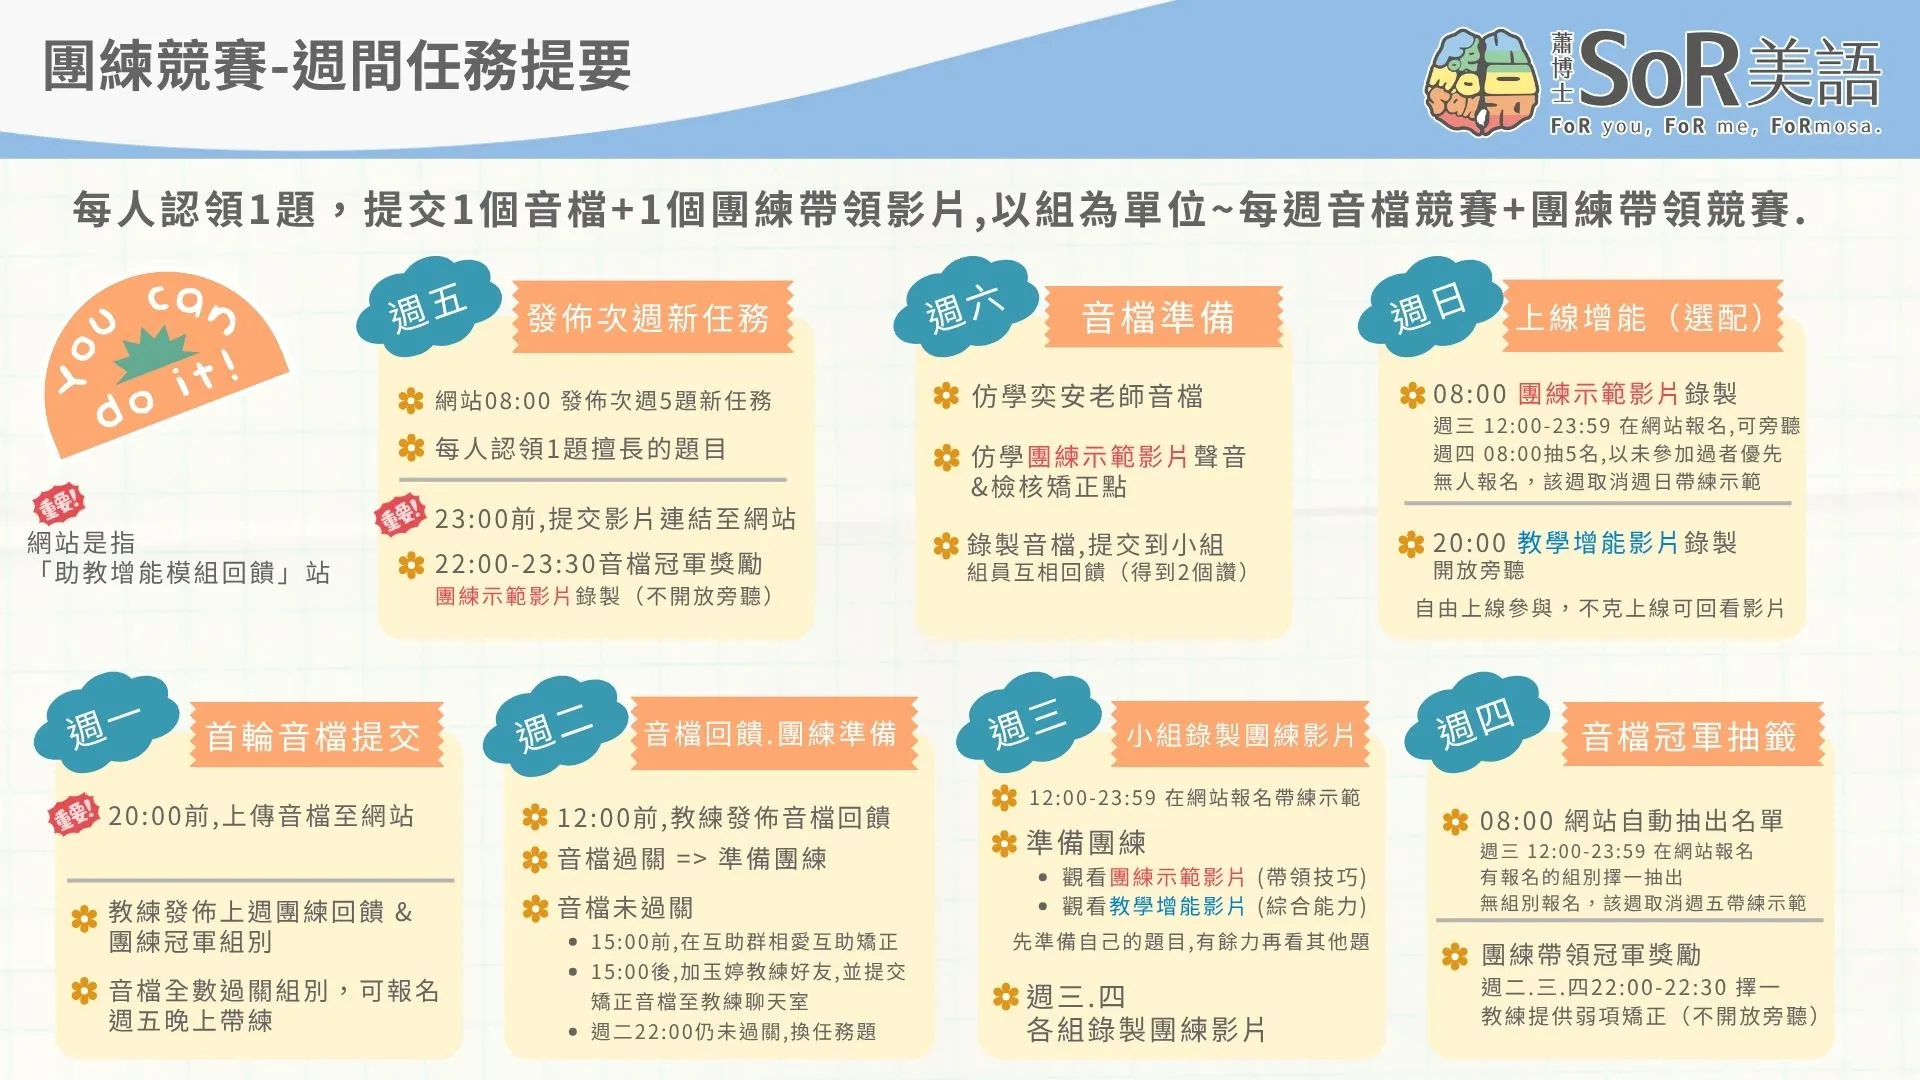 團練競賽-週間任務提要
蕭博士 SoR美語
FoR you, FoR me, FoRmosa.
每人認領1題，提交1個音檔+1個團練帶領影片,以組為單位~每週音檔競賽+團練帶領競賽.
you can
do it!
重要!
網站是指
「助教增能模組回饋」站
週五
發佈次週新任務
網站08:00 發佈次週5題新任務
每人認領1題擅長的題目
重要!
23:00前,提交影片連結至網站
22:00-23:30音檔冠軍獎勵
團練示範影片錄製（不開放旁聽）
週六
音檔準備
仿學奕安老師音檔
仿學團練示範影片聲音
&檢核矯正點
錄製音檔,提交到小組
組員互相回饋（得到2個讚）
週日
上線增能（選配）
08:00 團練示範影片錄製
週三 12:00-23:59 在網站報名,可旁聽
週四 08:00抽5名,以未參加過者優先
無人報名，該週取消週日帶練示範
20:00 教學增能影片錄製
開放旁聽
自由上線參與，不克上線可回看影片
週一
首輪音檔提交
重要!
20:00前,上傳音檔至網站
教練發佈上週團練回饋 &
團練冠軍組別
音檔全數過關組別，可報名
週五晚上帶練
週二
音檔回饋.團練準備
12:00前,教練發佈音檔回饋
音檔過關 => 準備團練
音檔未過關
15:00前,在互助群相愛互助矯正
15:00後,加玉婷教練好友,並提交
矯正音檔至教練聊天室
週二22:00仍未過關,換任務題
週三
小組錄製團練影片
12:00-23:59 在網站報名帶練示範
準備團練
觀看團練示範影片 (帶領技巧)
觀看教學增能影片 (綜合能力)
先準備自己的題目,有餘力再看其他題
週三.四
各組錄製團練影片
週四
音檔冠軍抽籤
08:00 網站自動抽出名單
週三 12:00-23:59 在網站報名
有報名的組別擇一抽出
無組別報名，該週取消週五帶練示範
團練帶領冠軍獎勵
週二.三.四22:00-22:30 擇一
教練提供弱項矯正（不開放旁聽）